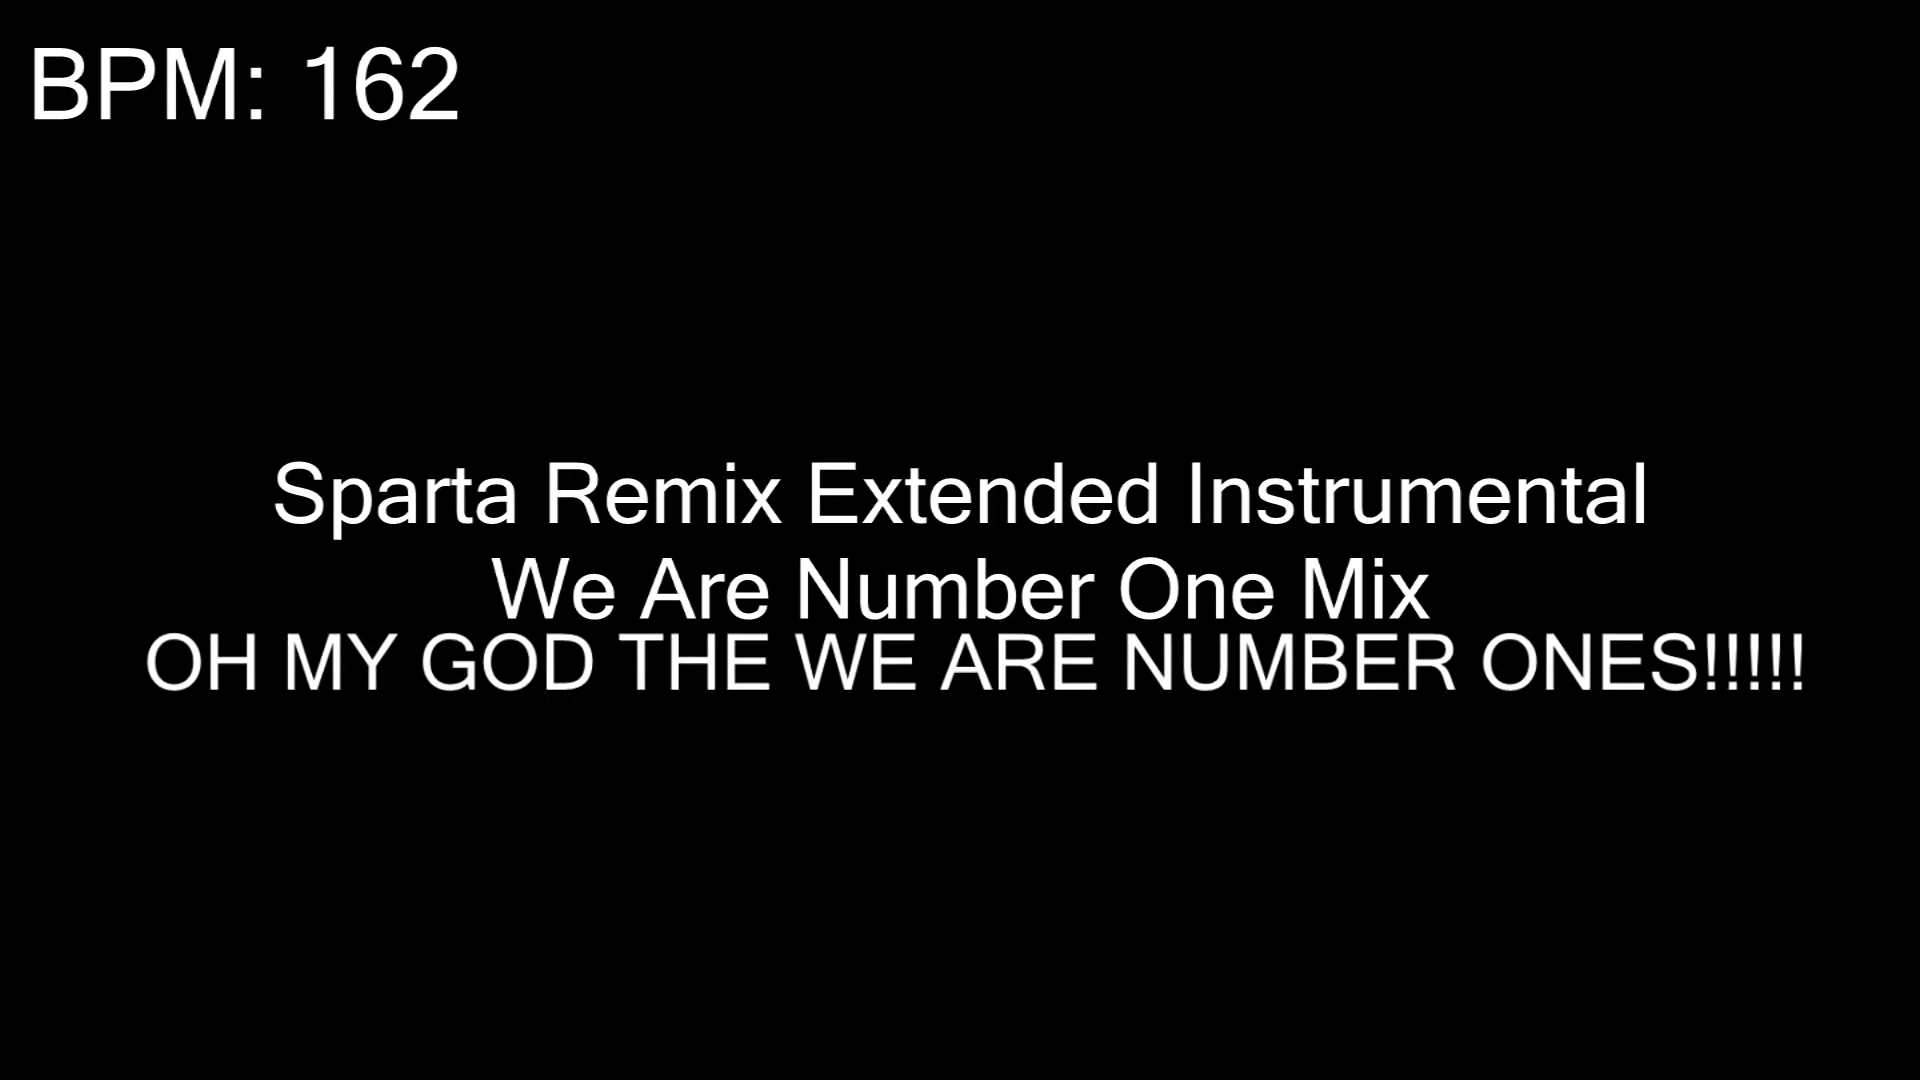 BPM: 162
Sparta Remix Extended Instrumental
We Are Number One Mix
OH MY GOD THE WE ARE NUMBER ONES!!!!!